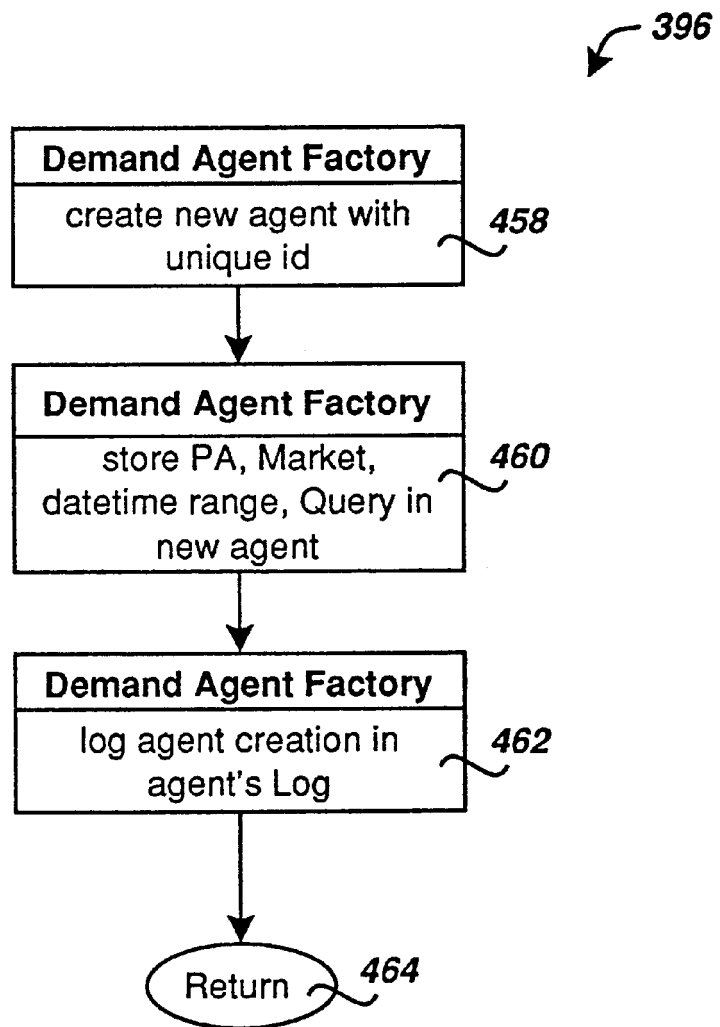 396
Demand Agent Factory
create new agent with
unique id
458
Demand Agent Factory
store PA, Market,
datetime range, Query in
new agent
460
Demand Agent Factory
log agent creation in
agent's Log
462
Return
464